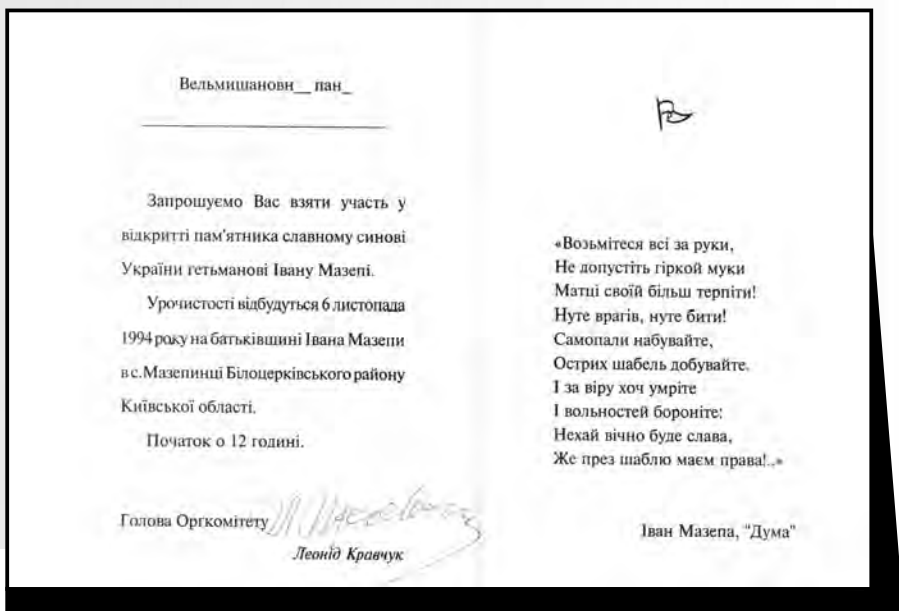 Вельмишановн__ пан_
Запрошуємо Вас взяти участь у
відкритті пам'ятника славному синові
України гетьманові Івану Мазепі.
Урочистості відбудуться 6 листопада
1994 року на батьківщині Івана Мазепи
в с.Мазепинці Білоцерківського району
Київської області.
Початок о 12 годині.
Голова Оргкомітету
Леонід Кравчук
«Возьмітеся всі за руки,
Не допустіть гіркой муки
Матці своїй більш терпіти!
Нуте врагів, нуте бити!
Самопали набувайте,
Острих шабель добувайте.
І за віру хоч умріте
І вольностей бороніте:
Нехай вічно буде слава,
Же през шаблю маєм права!..»
Іван Мазепа, "Дума"